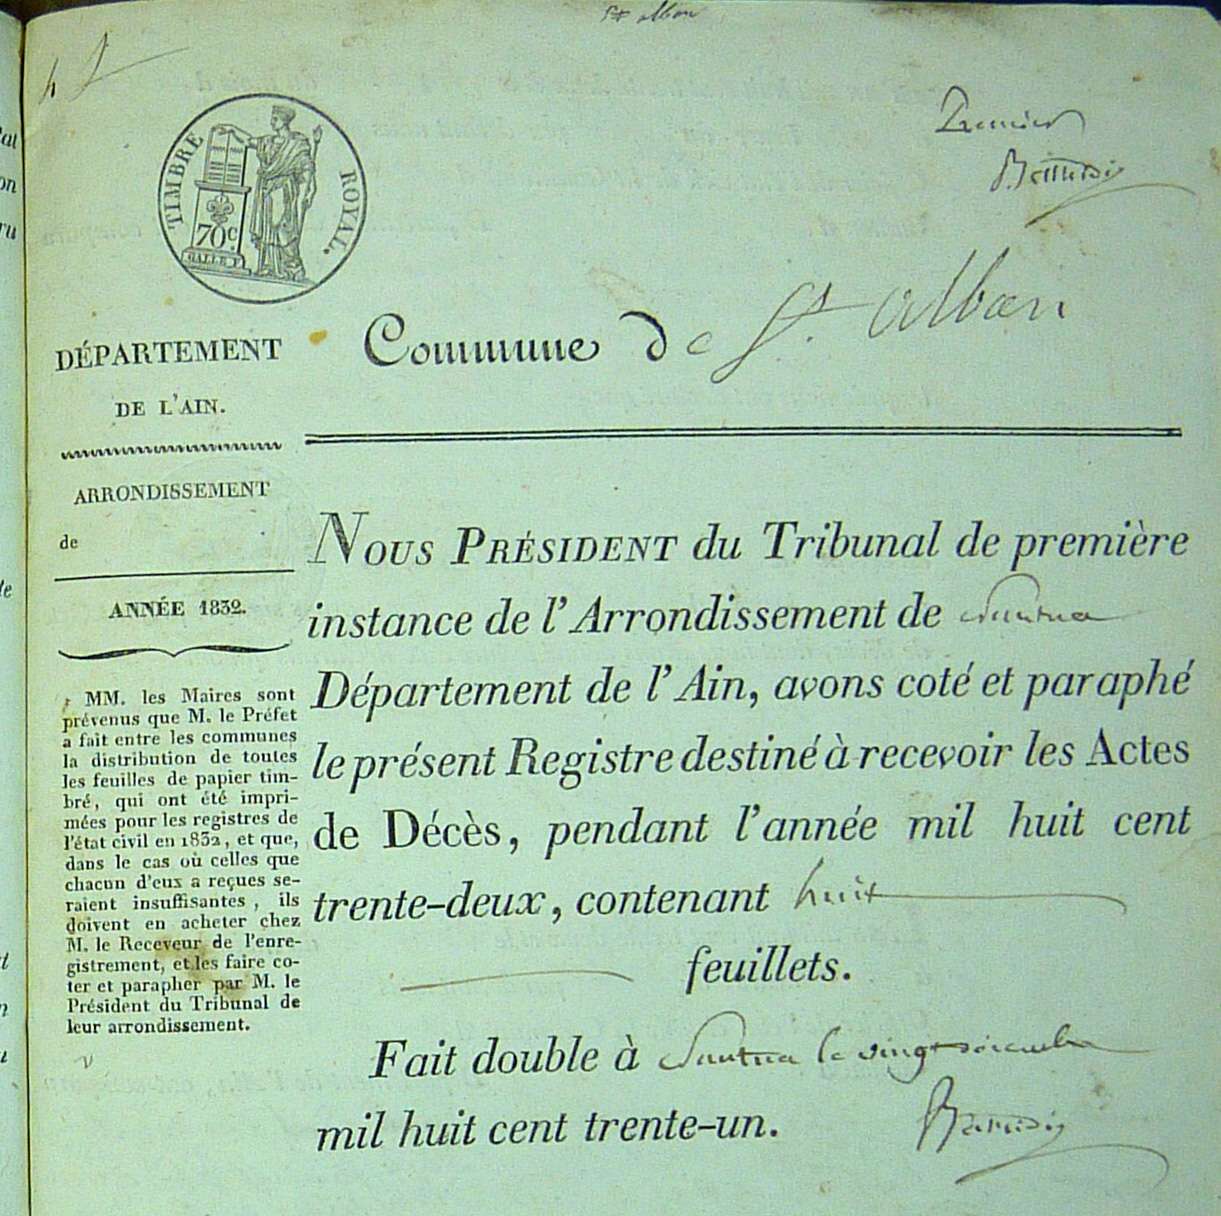 St alban
TIMBRE ROYAL.
70c.
Premier
Commune de St. alban
DÉPARTEMENT
DE L'AIN.
ARRONDISSEMENT
de
ANNÉE 1832.
MM. les Maires sont
prévenus que M. le Préfet
a fait entre les communes
la distribution de toutes
les feuilles de papier tim-
bré, qui ont été impri-
mées pour les registres de
l'état civil en 1832, et que,
dans le cas où celles que
chacun d'eux a reçues se-
raient insuffisantes, ils
doivent en acheter chez
M. le Receveur de l'enre-
gistrement, et les faire co-
ter et parapher par M. le
Président du Tribunal de
leur arrondissement.
NOUS PRÉSIDENT du Tribunal de première
instance de l'Arrondissement de Nantua
Département de l'Ain, avons coté et paraphé
le présent Registre destiné à recevoir les Actes
de Décès, pendant l'année mil huit cent
trente-deux, contenant huit
feuillets.
Fait double à Nantua le vingt décembre
mil huit cent trente-un.